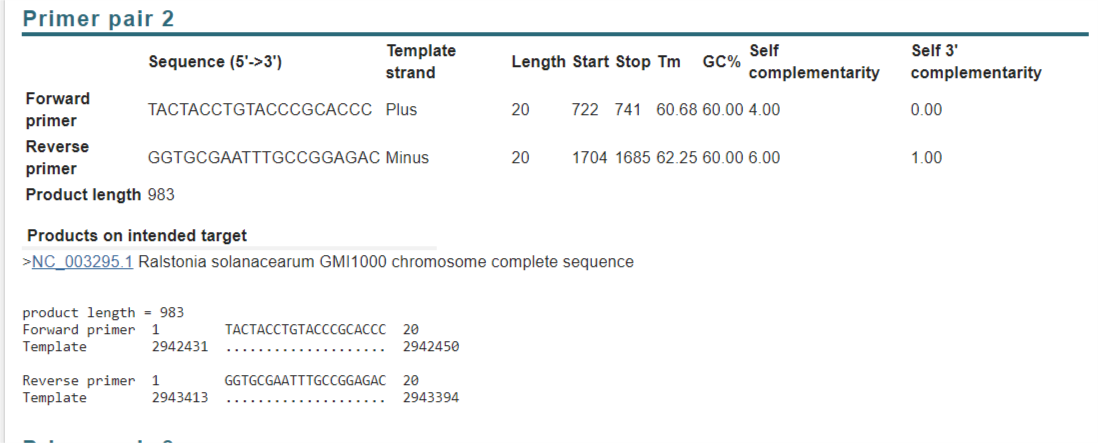 Primer pair 2
Sequence (5'->3') Template strand Length Start Stop Tm GC% Self complementarity Self 3' complementarity
Forward primer TACTACCTGTACCCGCACCC Plus 20 722 741 60.68 60.00 4.00 0.00
Reverse primer GGTGCGAATTTGCCGGAGAC Minus 20 1704 1685 62.25 60.00 6.00 1.00
Product length 983
Products on intended target
>NC_003295.1 Ralstonia solanacearum GMI1000 chromosome complete sequence
product length = 983
Forward primer 1 TACTACCTGTACCCGCACCC 20
Template 2942431 .................... 2942450
Reverse primer 1 GGTGCGAATTTGCCGGAGAC 20
Template 2943413 .................... 2943394